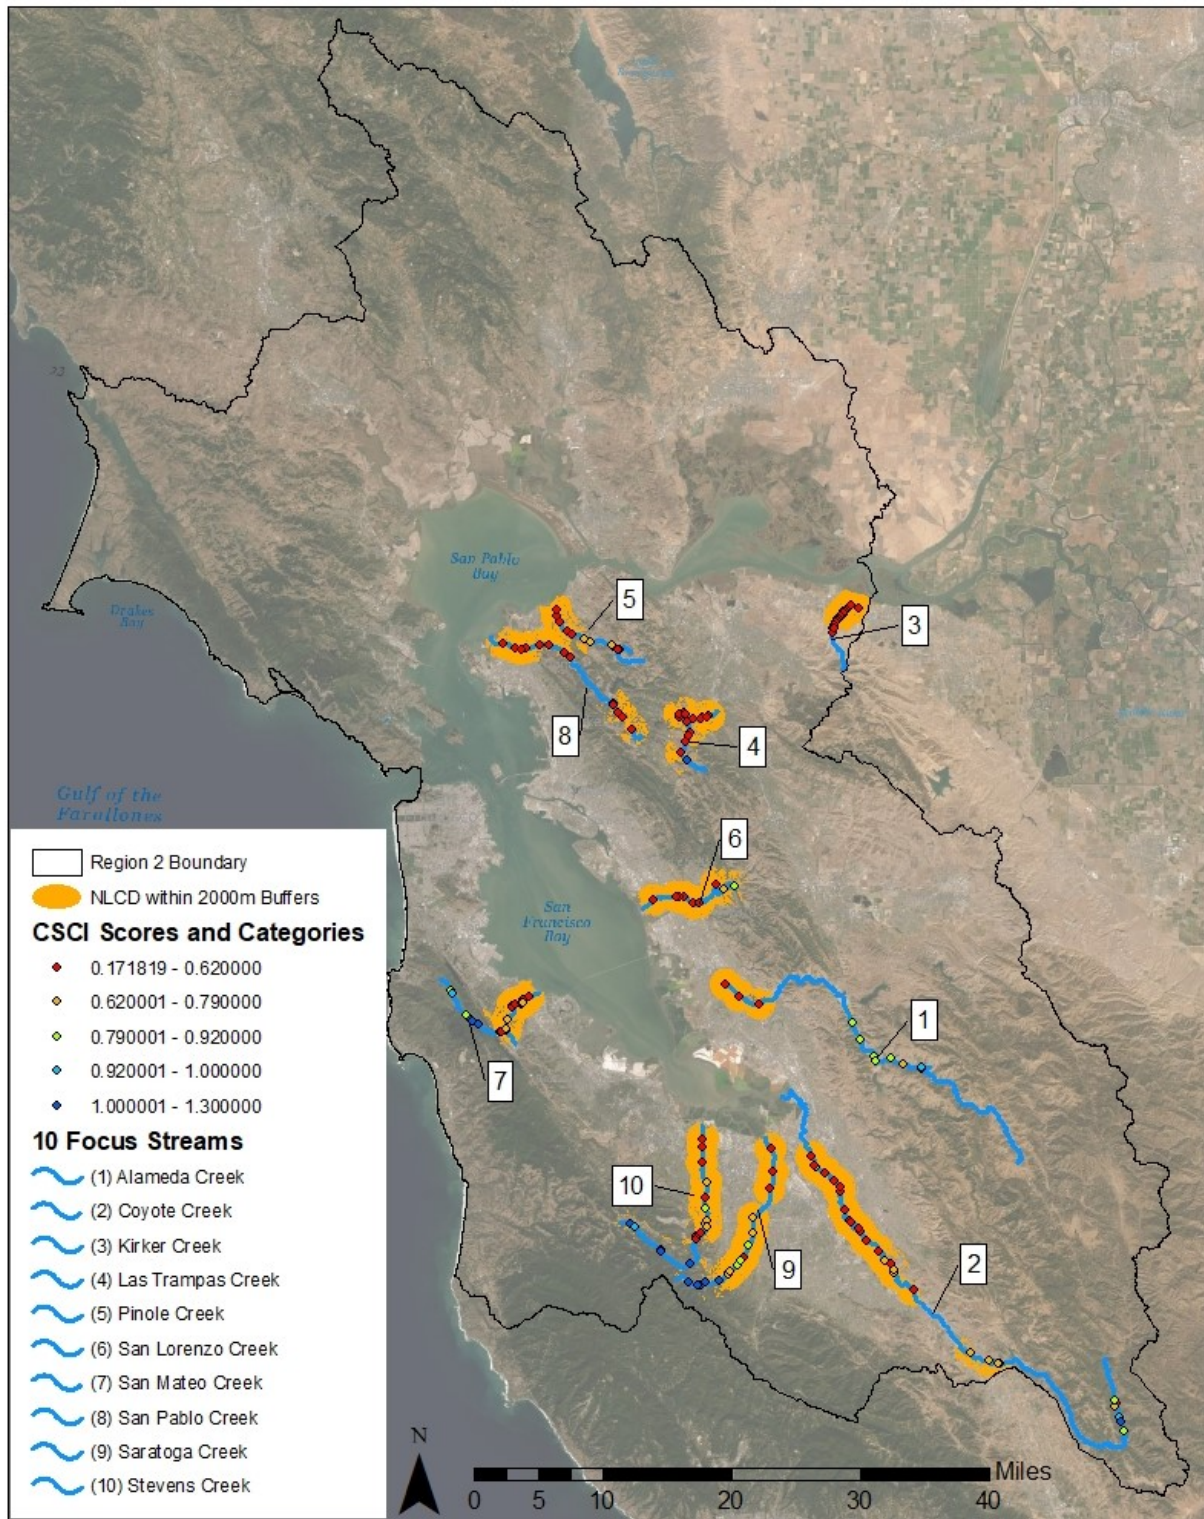 San Pablo
Bay
Drakes
Bay
5
3
8
4
Gulf of the
Farallones
6
San
Francisco
Bay
1
7
10
9
2
Region 2 Boundary
NLCD within 2000m Buffers
CSCI Scores and Categories
0.171819 - 0.620000
0.620001 - 0.790000
0.790001 - 0.920000
0.920001 - 1.000000
1.000001 - 1.300000
10 Focus Streams
(1) Alameda Creek
(2) Coyote Creek
(3) Kirker Creek
(4) Las Trampas Creek
(5) Pinole Creek
(6) San Lorenzo Creek
(7) San Mateo Creek
(8) San Pablo Creek
(9) Saratoga Creek
(10) Stevens Creek
N
Miles
0 5 10 20 30 40